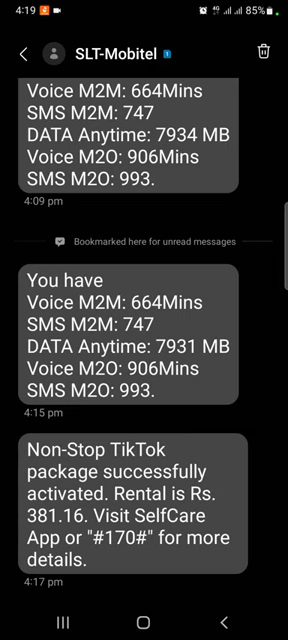 4:19 4G 85%
SLT-Mobitel
Voice M2M: 664Mins
SMS M2M: 747
DATA Anytime: 7934 MB
Voice M2O: 906Mins
SMS M2O: 993.
4:09 pm
Bookmarked here for unread messages
You have
Voice M2M: 664Mins
SMS M2M: 747
DATA Anytime: 7931 MB
Voice M2O: 906Mins
SMS M2O: 993.
4:15 pm
Non-Stop TikTok
package successfully
activated. Rental is Rs.
381.16. Visit SelfCare
App or "#170#" for more
details.
4:17 pm